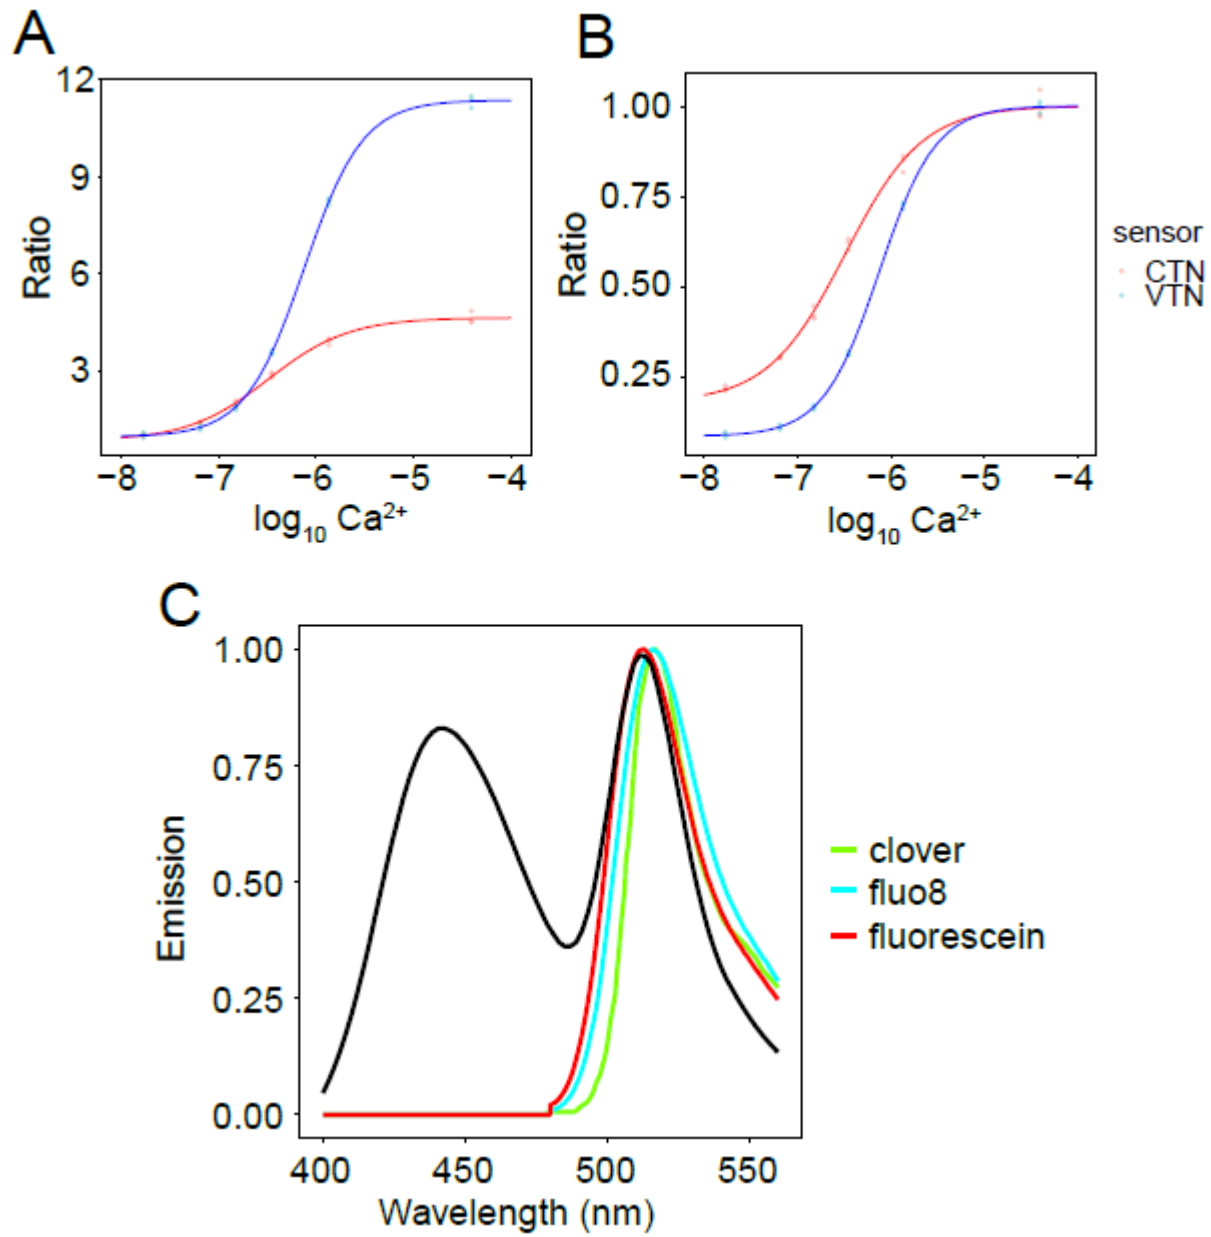 A
12
9
6
3
Ratio
−8 −7 −6 −5 −4
log₁₀ Ca²⁺
B
1.00
0.75
0.50
0.25
Ratio
−8 −7 −6 −5 −4
log₁₀ Ca²⁺
sensor
CTN
VTN
C
1.00
0.75
0.50
0.25
0.00
Emission
400 450 500 550
Wavelength (nm)
clover
fluo8
fluorescein